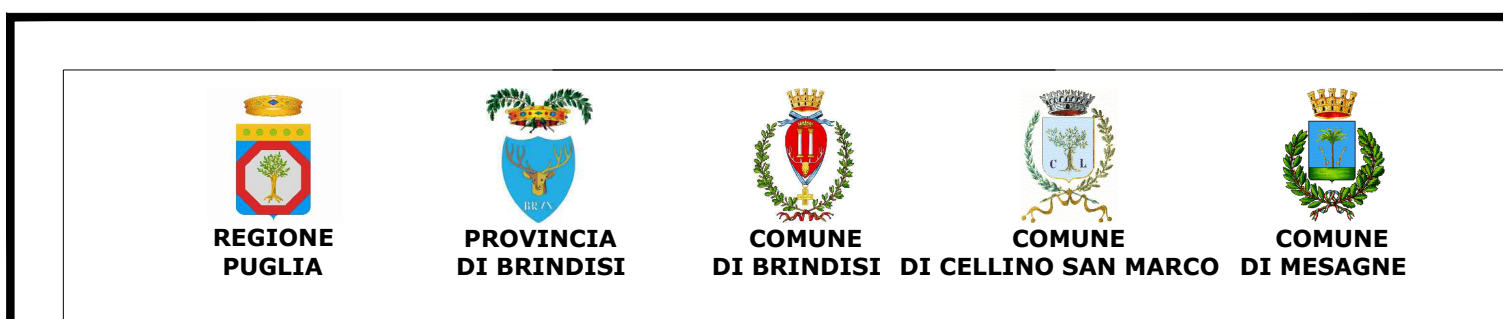 REGIONE
PUGLIA
PROVINCIA
DI BRINDISI
COMUNE
DI BRINDISI
COMUNE
DI CELLINO SAN MARCO
COMUNE
DI MESAGNE
C L